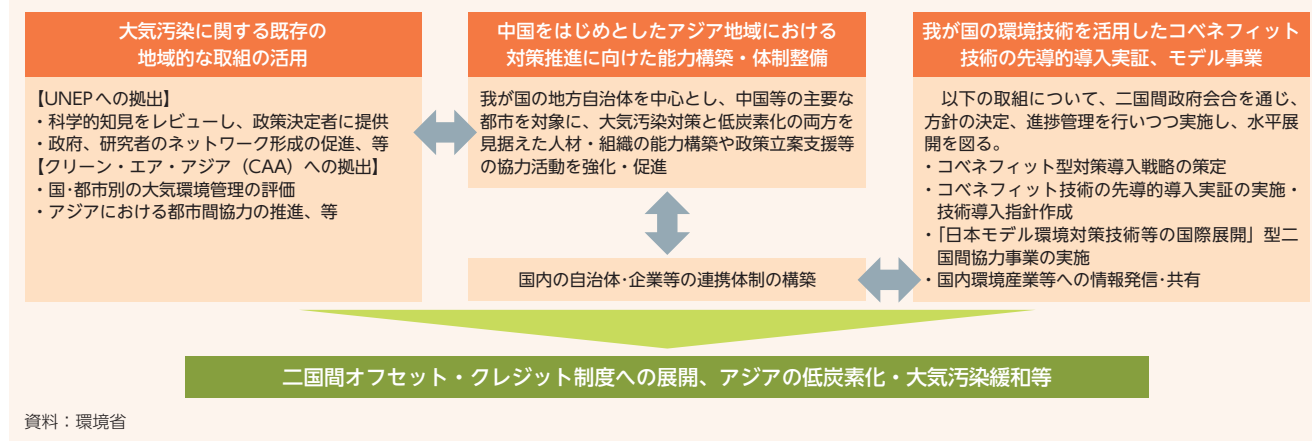 大気汚染に関する既存の
地域的な取組の活用
【UNEPへの拠出】
・科学的知見をレビューし、政策決定者に提供
・政府、研究者のネットワーク形成の促進、等
【クリーン・エア・アジア（CAA）への拠出】
・国・都市別の大気環境管理の評価
・アジアにおける都市間協力の推進、等
中国をはじめとしたアジア地域における
対策推進に向けた能力構築・体制整備
我が国の地方自治体を中心とし、中国等の主要な
都市を対象に、大気汚染対策と低炭素化の両方を
見据えた人材・組織の能力構築や政策立案支援等
の協力活動を強化・促進
国内の自治体・企業等の連携体制の構築
我が国の環境技術を活用したコベネフィット
技術の先導的導入実証、モデル事業
以下の取組について、二国間政府会合を通じ、
方針の決定、進捗管理を行いつつ実施し、水平展
開を図る。
・コベネフィット型対策導入戦略の策定
・コベネフィット技術の先導的導入実証の実施・
技術導入指針作成
・「日本モデル環境対策技術等の国際展開」型二
国間協力事業の実施
・国内環境産業等への情報発信・共有
二国間オフセット・クレジット制度への展開、アジアの低炭素化・大気汚染緩和等
資料：環境省